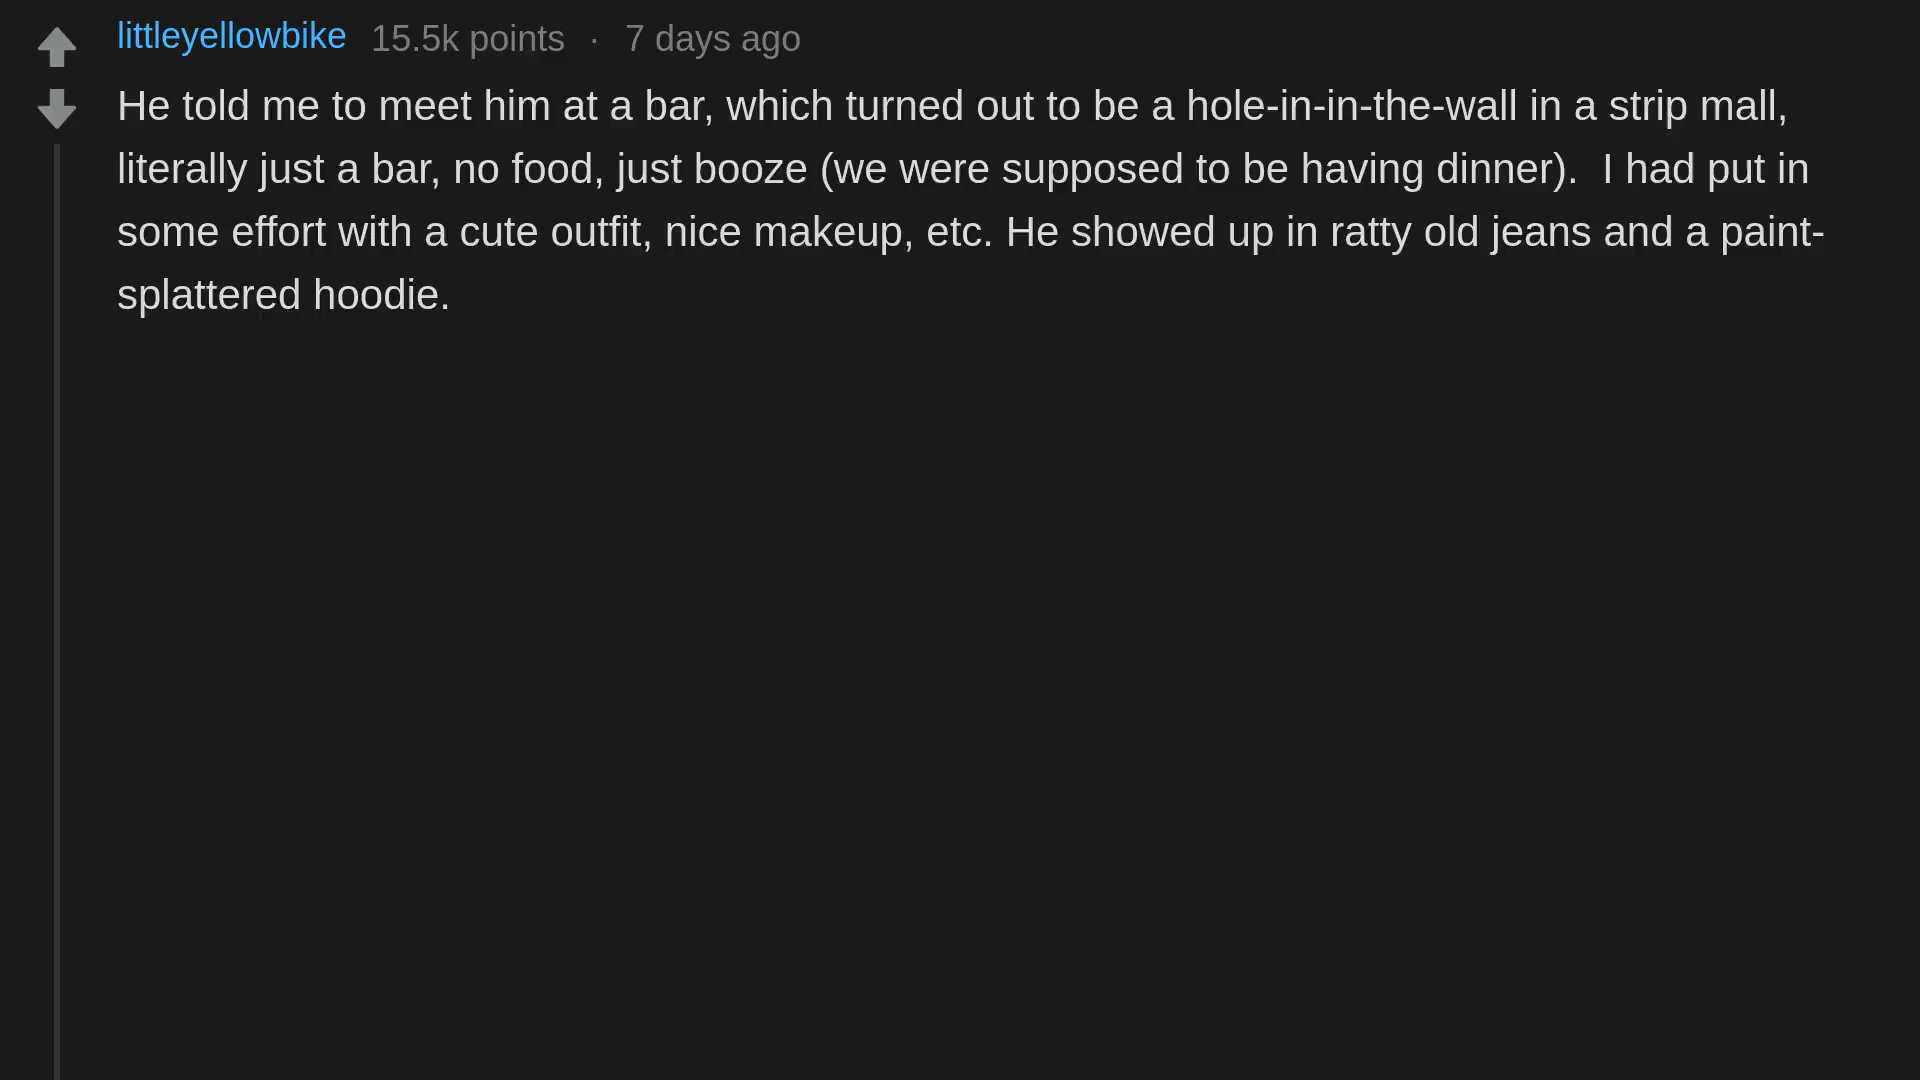 littleyellowbike 15.5k points · 7 days ago
He told me to meet him at a bar, which turned out to be a hole-in-in-the-wall in a strip mall,
literally just a bar, no food, just booze (we were supposed to be having dinner).  I had put in
some effort with a cute outfit, nice makeup, etc. He showed up in ratty old jeans and a paint-
splattered hoodie.